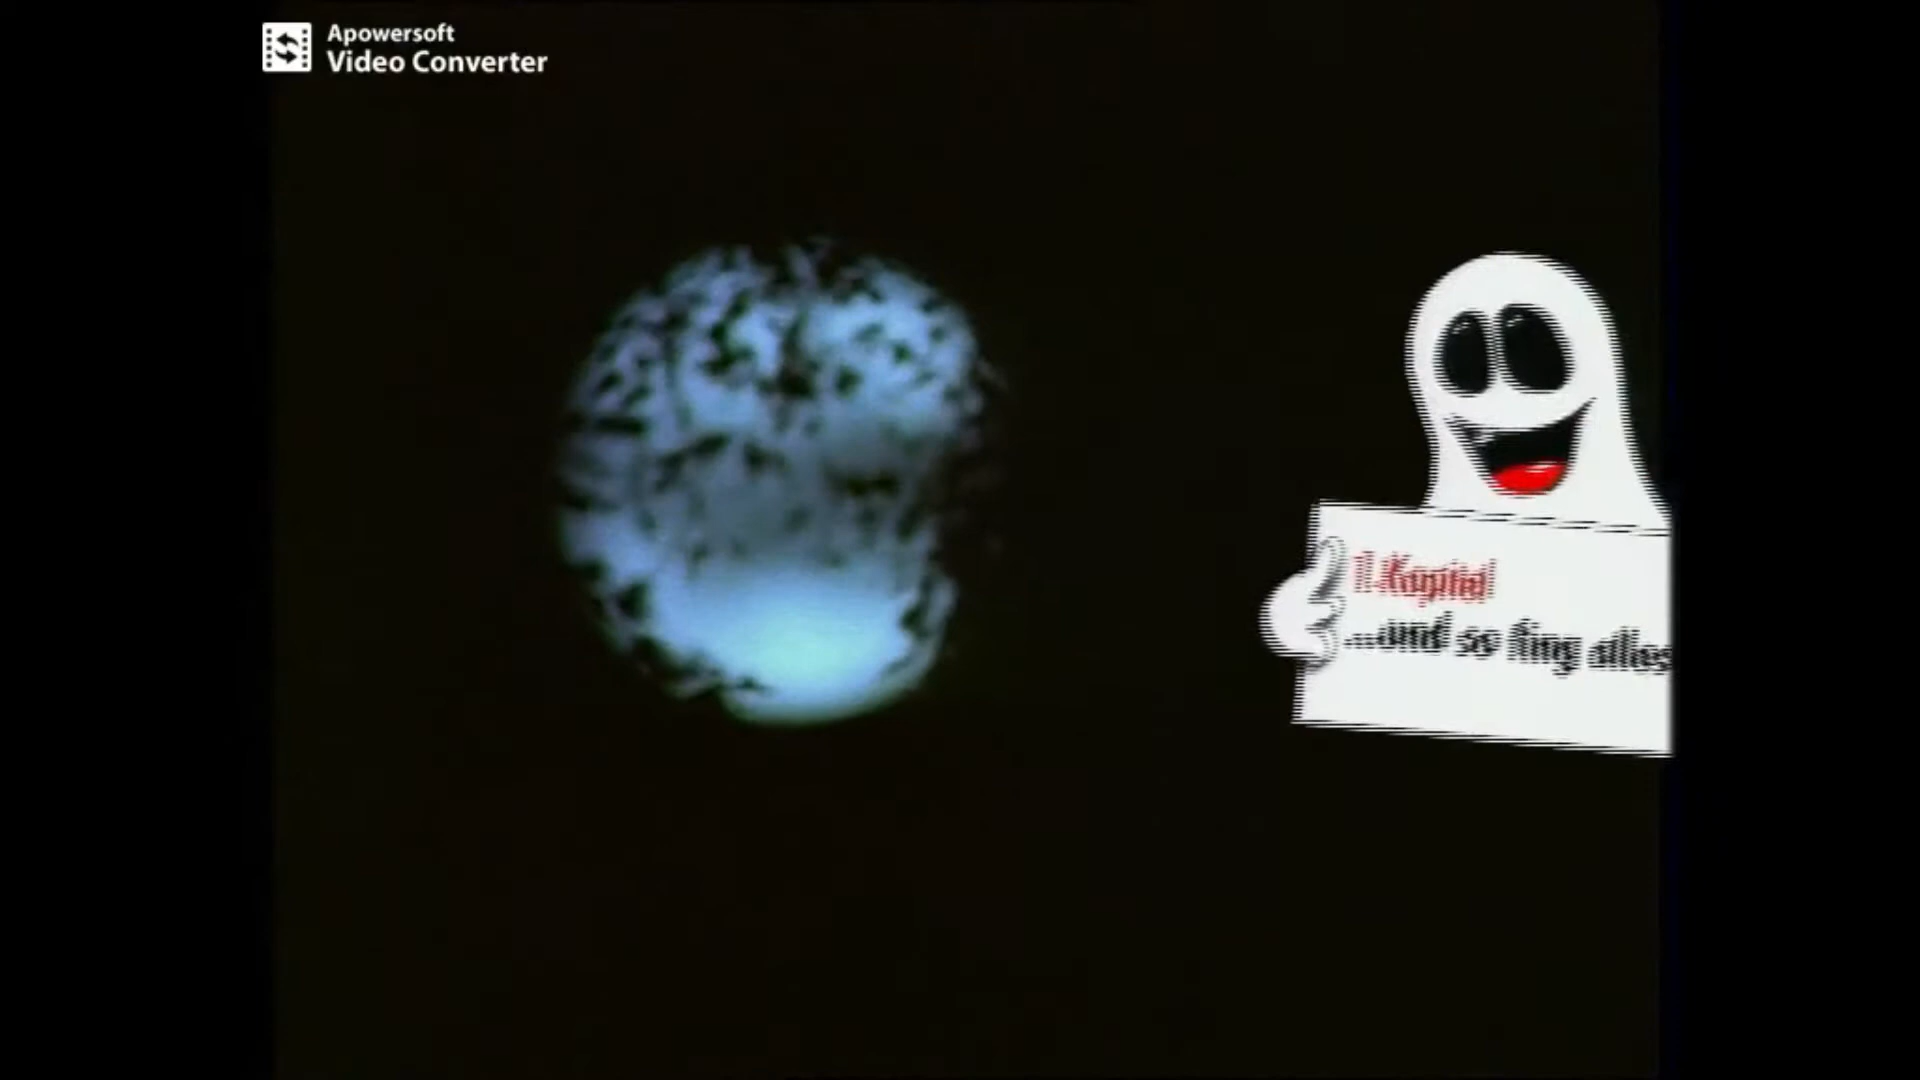 Apowersoft
Video Converter
1. Kapitel
...und so fing alles